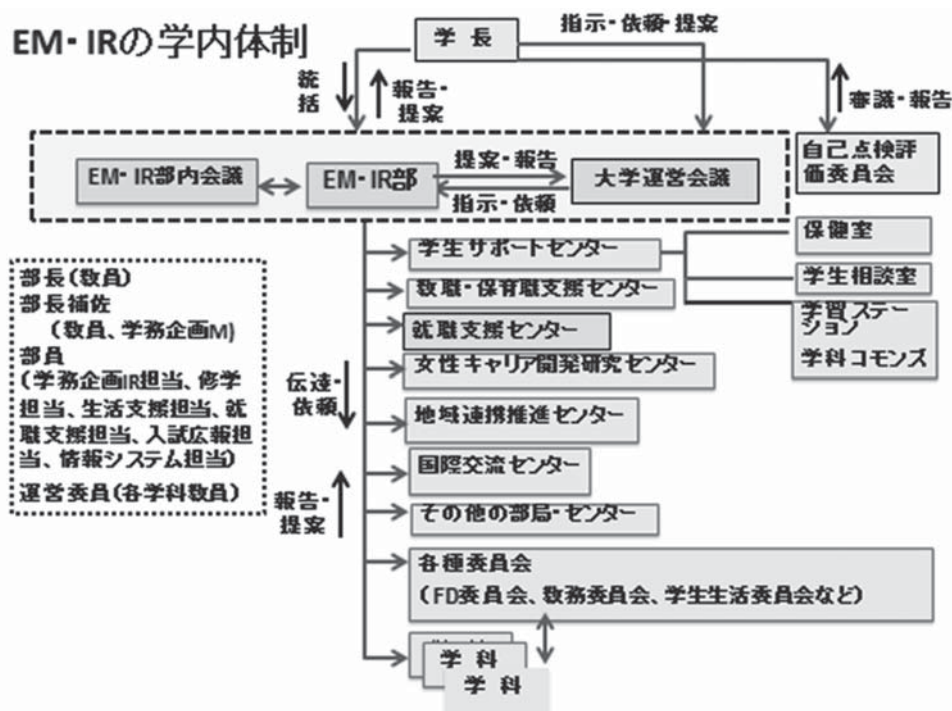 EM・IRの学内体制
学 長
指示・依頼・提案
統括
報告・提案
審議・報告
EM・IR部内会議
EM・IR部
提案・報告
指示・依頼
大学運営会議
自己点検評
価委員会
学生サポートセンター
保健室
学生相談室
学習ステー
ション
学科コモンズ
教職・保育職支援センター
就職支援センター
女性キャリア開発研究センター
地域連携推進センター
国際交流センター
その他の部局・センター
各種委員会
(FD委員会、教務委員会、学生生活委員会など)
学 科
学 科
伝達・
依頼
報告・
提案
部長(教員)
部長補佐
(教員、学務企画M)
部員
(学務企画IR担当、修学
担当、生活支援担当、就
職支援担当、入試広報担
当、情報システム担当)
運営委員(各学科教員)